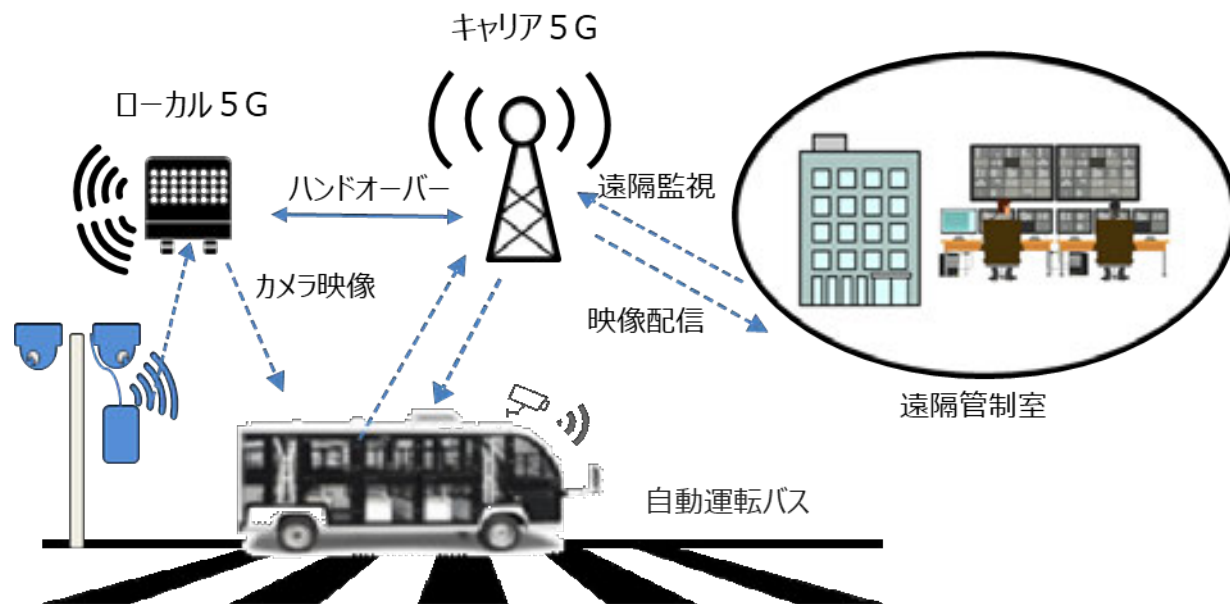 キャリア5G
ローカル5G
ハンドオーバー
遠隔監視
カメラ映像
映像配信
遠隔管制室
自動運転バス